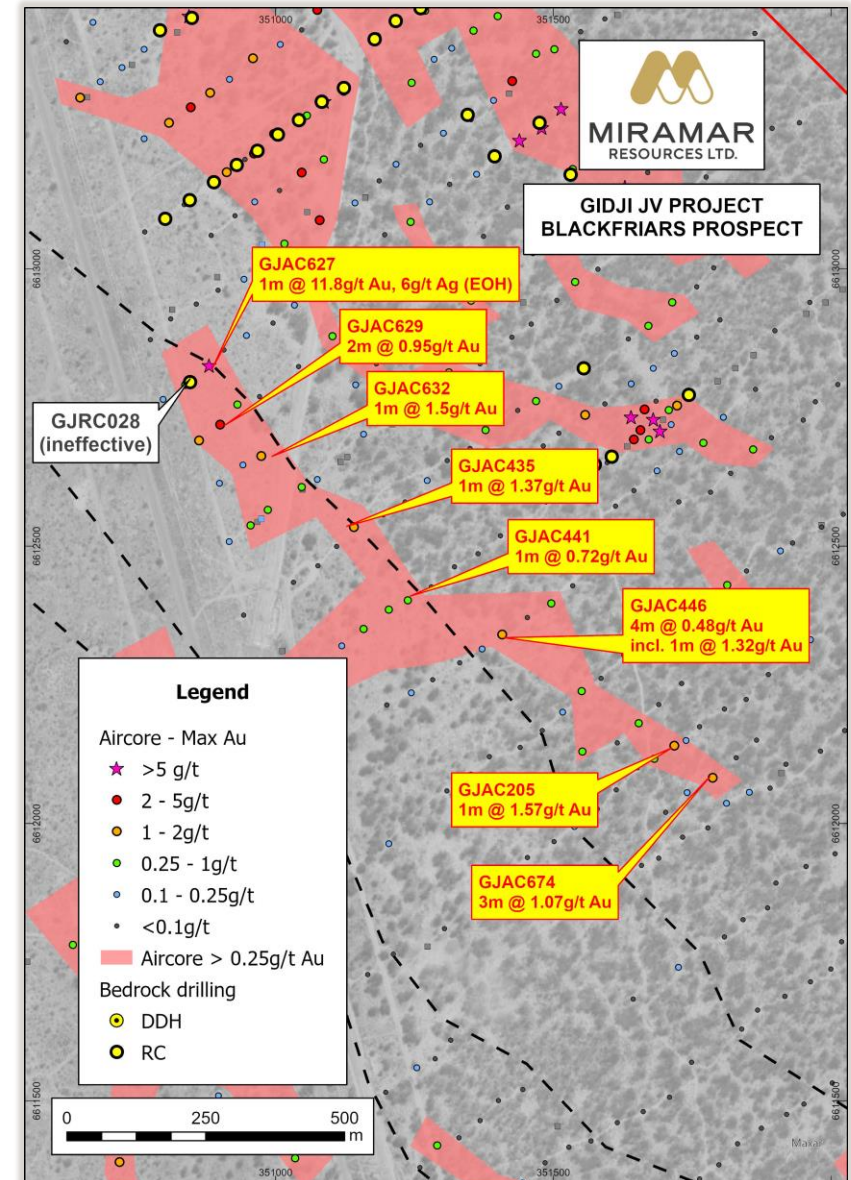 351000
351500
MIRAMAR
RESOURCES LTD.
GIDJI JV PROJECT
BLACKFRIARS PROSPECT
6613000
6613000
GJAC627
1m @ 11.8g/t Au, 6g/t Ag (EOH)
GJAC629
2m @ 0.95g/t Au
GJAC632
1m @ 1.5g/t Au
GJRC028
(ineffective)
GJAC435
1m @ 1.37g/t Au
6612500
6612500
GJAC441
1m @ 0.72g/t Au
GJAC446
4m @ 0.48g/t Au
incl. 1m @ 1.32g/t Au
Legend
Aircore - Max Au
>5 g/t
2 - 5g/t
1 - 2g/t
0.25 - 1g/t
0.1 - 0.25g/t
<0.1g/t
Aircore > 0.25g/t Au
Bedrock drilling
DDH
RC
GJAC205
1m @ 1.57g/t Au
6612000
6612000
GJAC674
3m @ 1.07g/t Au
6611500
6611500
0
250
500
m
Maxar
351000
351500